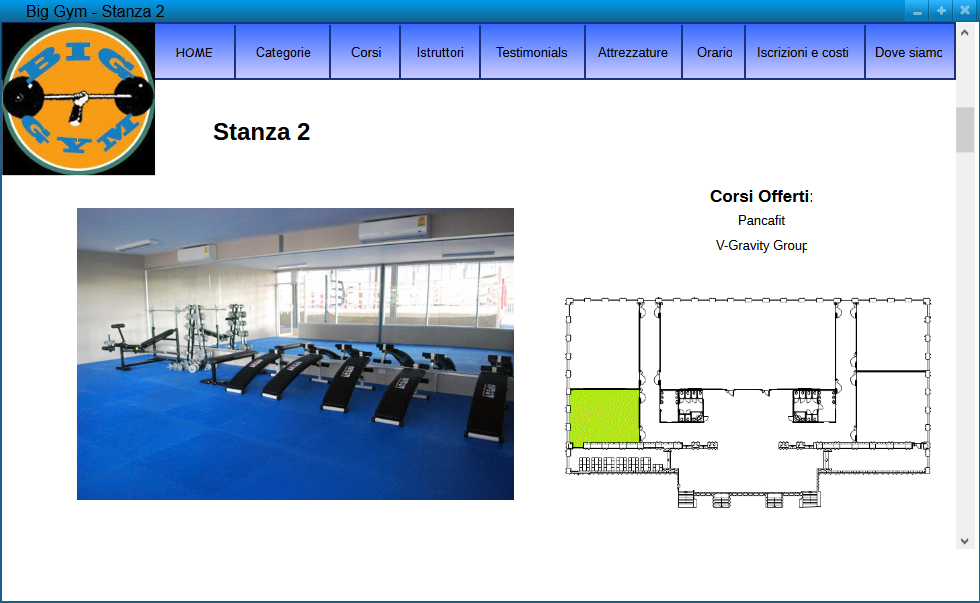 Big Gym - Stanza 2
BIG
GYM
HOME Categorie Corsi Istruttori Testimonials Attrezzature Orario Iscrizioni e costi Dove siamo
Stanza 2
Corsi Offerti:
Pancafit
V-Gravity Group